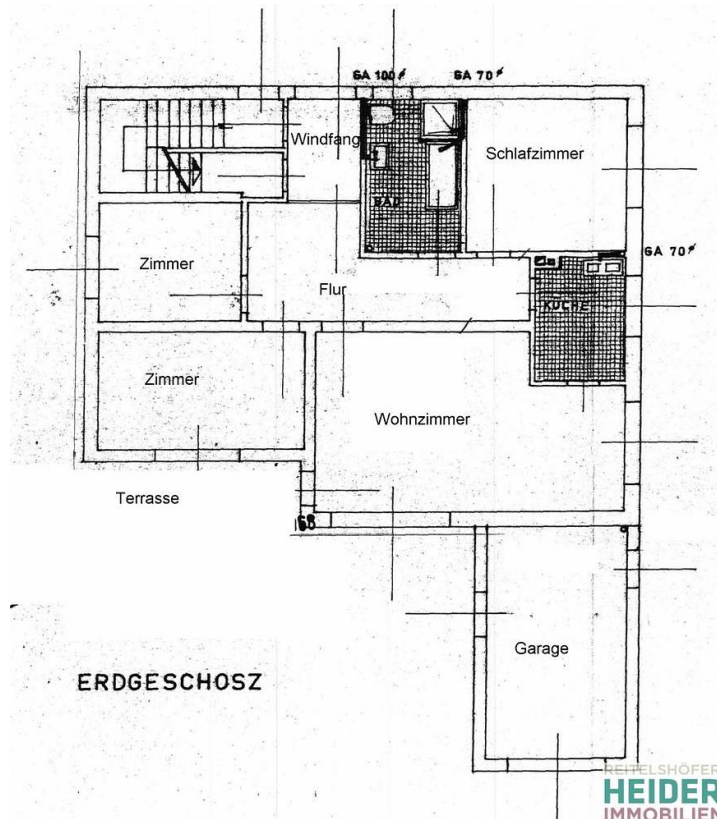 GA 100 ∮
GA 70 ∮
Windfang
Schlafzimmer
BAD
GA 70 ∮
Zimmer
Flur
KÜCHE
Zimmer
Wohnzimmer
Terrasse
Garage
ERDGESCHOSZ
REITELSHÖFER
HEIDER
IMMOBILIEN